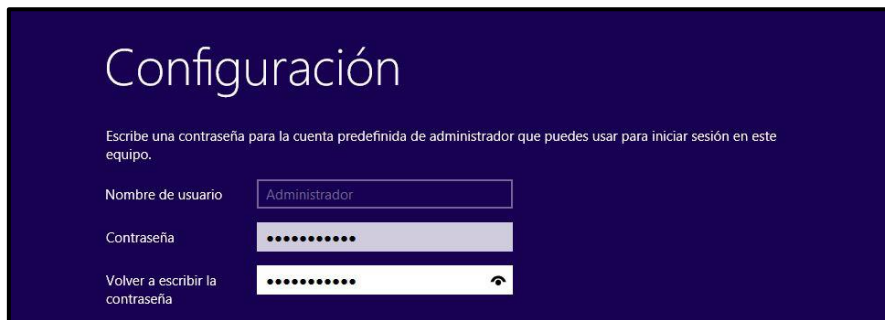 Configuración
Escribe una contraseña para la cuenta predefinida de administrador que puedes usar para iniciar sesión en este
equipo.
Nombre de usuario Administrador
Contraseña •••••••••••
Volver a escribir la
contraseña •••••••••••